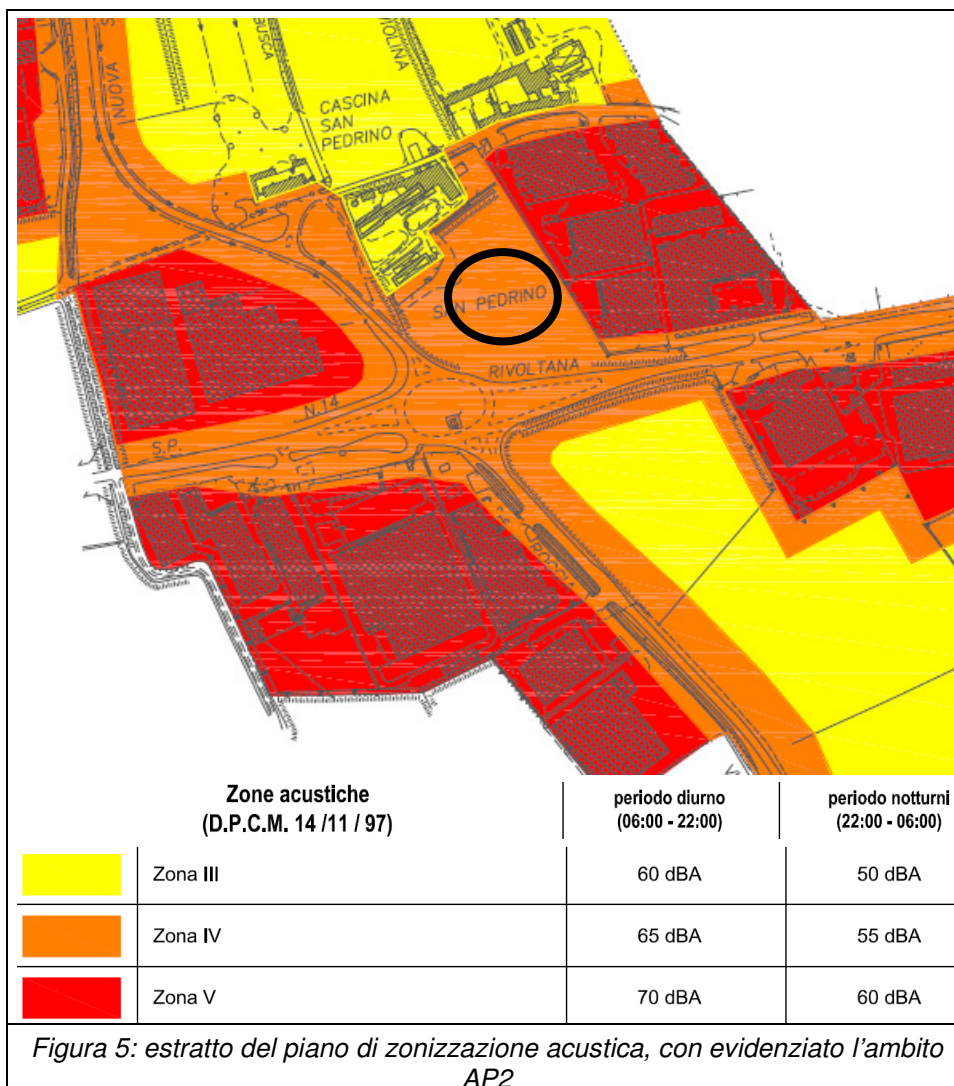 NUOVA
BUSCA
TOLINA
CASCINA
SAN
PEDRINO
SAN PEDRINO
RIVOLTANA
N.14
S.P.
Zone acustiche
(D.P.C.M. 14 /11 / 97)
periodo diurno
(06:00 - 22:00)
periodo notturni
(22:00 - 06:00)
Zona III
60 dBA
50 dBA
Zona IV
65 dBA
55 dBA
Zona V
70 dBA
60 dBA
Figura 5: estratto del piano di zonizzazione acustica, con evidenziato l'ambito
AP2